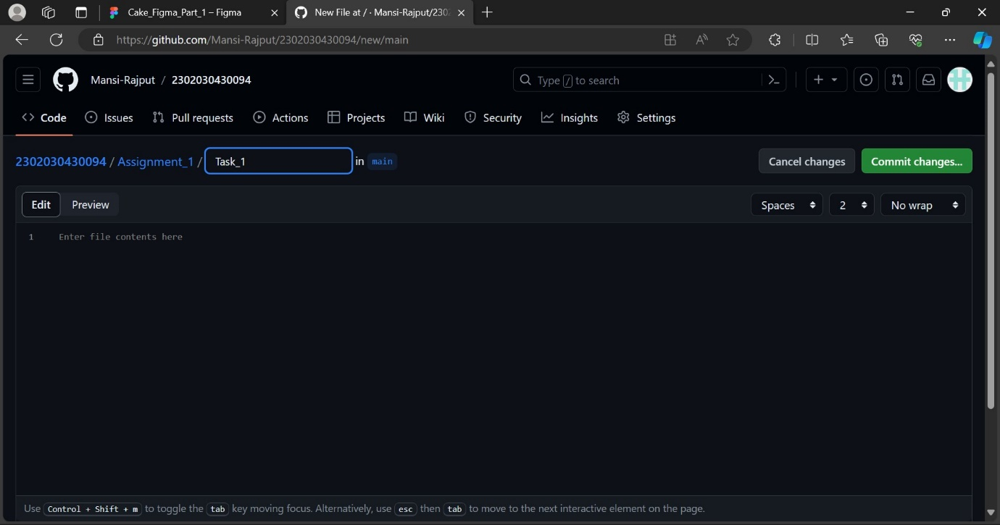 Cake_Figma_Part_1 – Figma
New File at / · Mansi-Rajput/230
https://github.com/Mansi-Rajput/2302030430094/new/main
Mansi-Rajput / 2302030430094
Type / to search
Code Issues Pull requests Actions Projects Wiki Security Insights Settings
2302030430094 / Assignment_1 / Task_1 in main
Cancel changes Commit changes...
Edit Preview Spaces 2 No wrap
1 Enter file contents here
Use Control + Shift + m to toggle the tab key moving focus. Alternatively, use esc then tab to move to the next interactive element on the page.